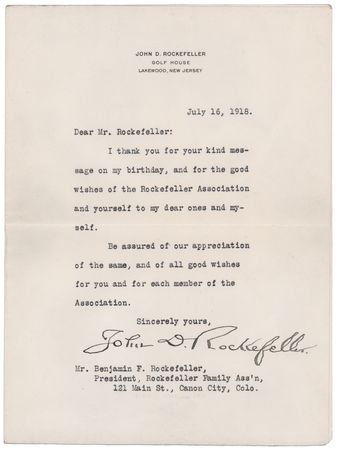 JOHN D. ROCKEFELLER
GOLF HOUSE
LAKEWOOD, NEW JERSEY
July 16, 1918.
Dear Mr. Rockefeller:
I thank you for your kind mes-
sage on my birthday, and for the good
wishes of the Rockefeller Association
and yourself to my dear ones and my-
self.
Be assured of our appreciation
of the same, and of all good wishes
for you and for each member of the
Association.
Sincerely yours,
John D. Rockefeller.
Mr. Benjamin F. Rockefeller,
President, Rockefeller Family Ass'n,
121 Main St., Canon City, Colo.